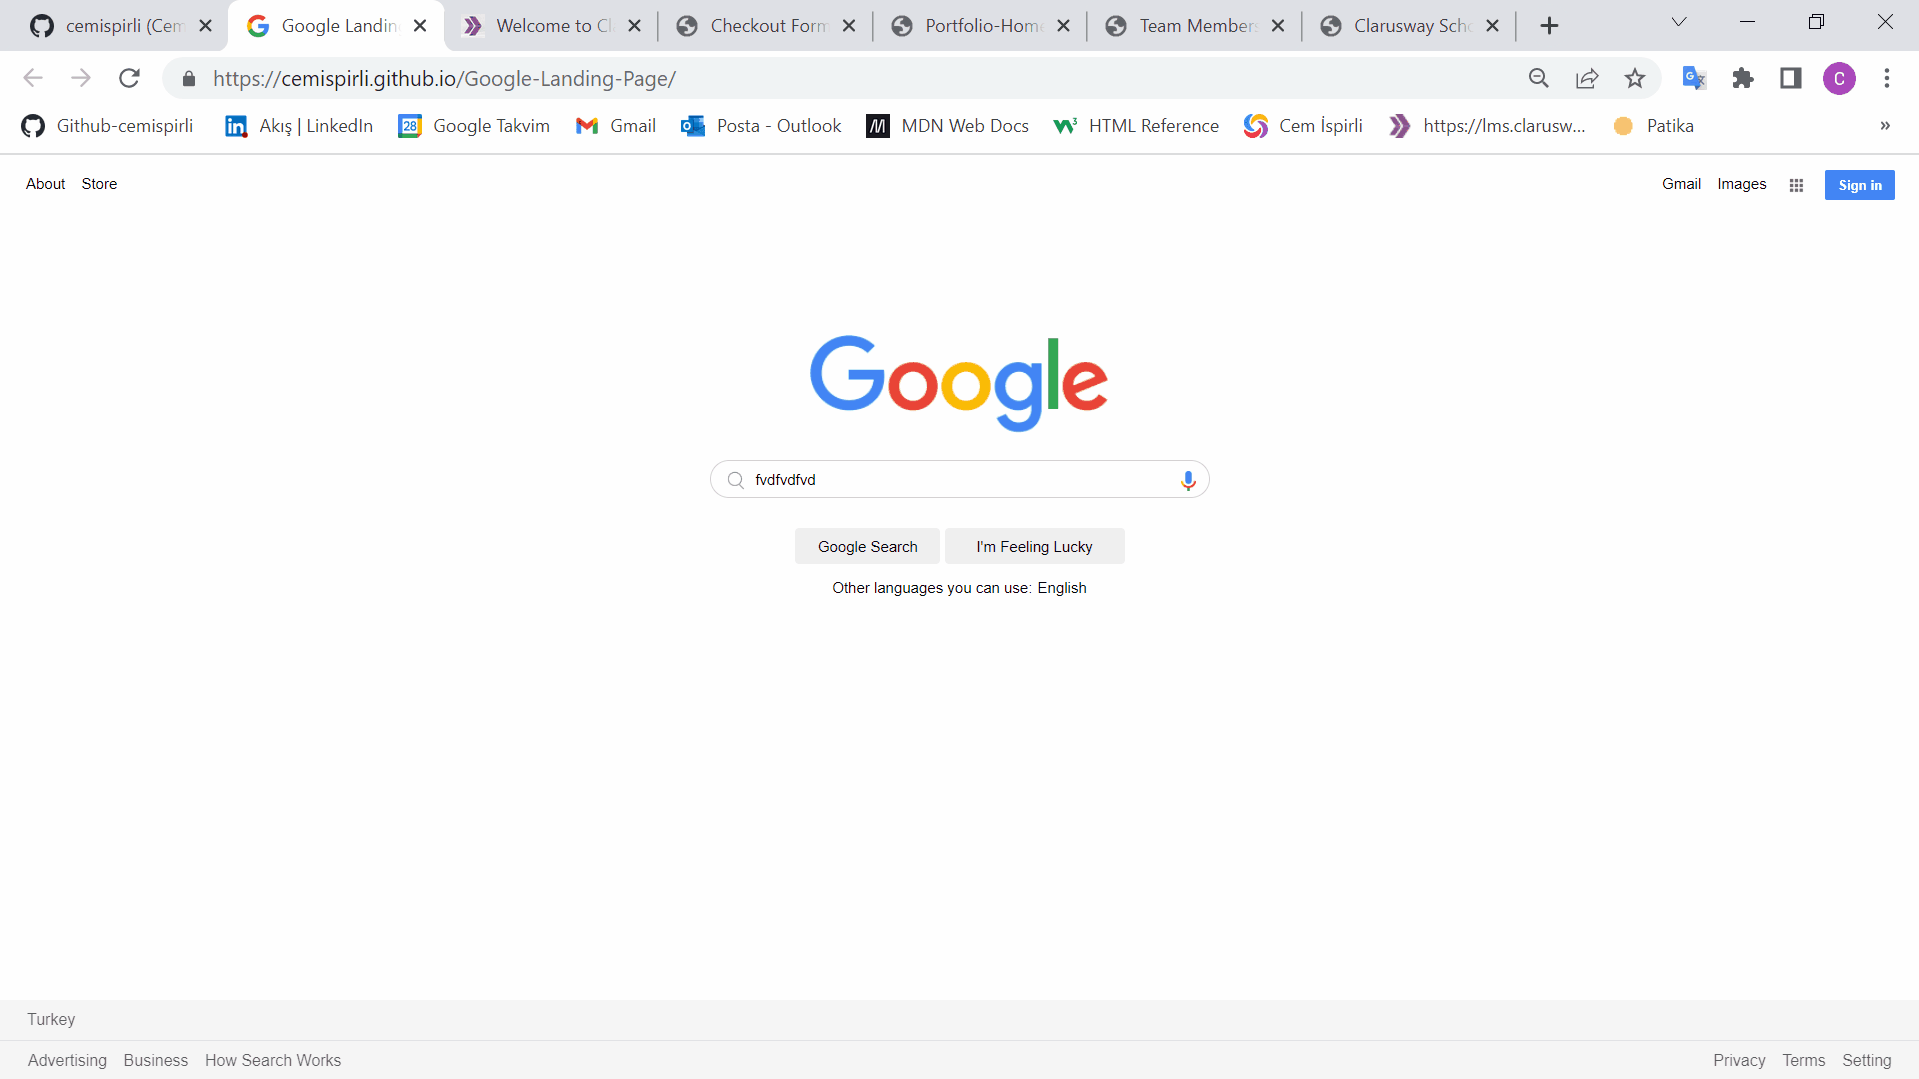 cemispirli (Cem
Google Landin
Welcome to Cl
Checkout Form
Portfolio-Home
Team Members
Clarusway Scho
https://cemispirli.github.io/Google-Landing-Page/
C
Github-cemispirli
Akış | LinkedIn
28
Google Takvim
Gmail
Posta - Outlook
MDN Web Docs
HTML Reference
Cem İspirli
https://lms.clarusw...
Patika
»
About Store
Gmail Images Sign in
Google
fvdfvdfvd
Google Search I'm Feeling Lucky
Other languages you can use: English
Turkey
Advertising Business How Search Works
Privacy Terms Setting